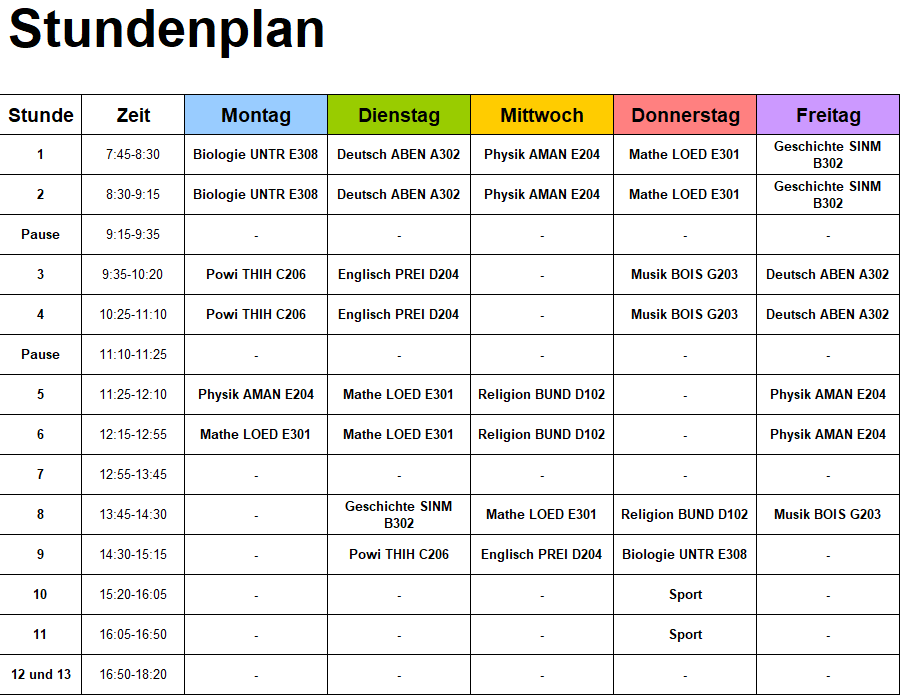 Stundenplan
Stunde Zeit Montag Dienstag Mittwoch Donnerstag Freitag
1 7:45-8:30 Biologie UNTR E308 Deutsch ABEN A302 Physik AMAN E204 Mathe LOED E301 Geschichte SINM B302
2 8:30-9:15 Biologie UNTR E308 Deutsch ABEN A302 Physik AMAN E204 Mathe LOED E301 Geschichte SINM B302
Pause 9:15-9:35 - - - - -
3 9:35-10:20 Powi THIH C206 Englisch PREI D204 - Musik BOIS G203 Deutsch ABEN A302
4 10:25-11:10 Powi THIH C206 Englisch PREI D204 - Musik BOIS G203 Deutsch ABEN A302
Pause 11:10-11:25 - - - - -
5 11:25-12:10 Physik AMAN E204 Mathe LOED E301 Religion BUND D102 - Physik AMAN E204
6 12:15-12:55 Mathe LOED E301 Mathe LOED E301 Religion BUND D102 - Physik AMAN E204
7 12:55-13:45 - - - - -
8 13:45-14:30 - Geschichte SINM B302 Mathe LOED E301 Religion BUND D102 Musik BOIS G203
9 14:30-15:15 - Powi THIH C206 Englisch PREI D204 Biologie UNTR E308 -
10 15:20-16:05 - - - Sport -
11 16:05-16:50 - - - Sport -
12 und 13 16:50-18:20 - - - - -